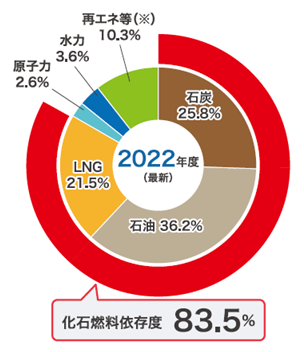 再エネ等(※)
10.3%
水力
3.6%
原子力
2.6%
石炭
25.8%
2022年度
(最新)
LNG
21.5%
石油 36.2%
化石燃料依存度 83.5%